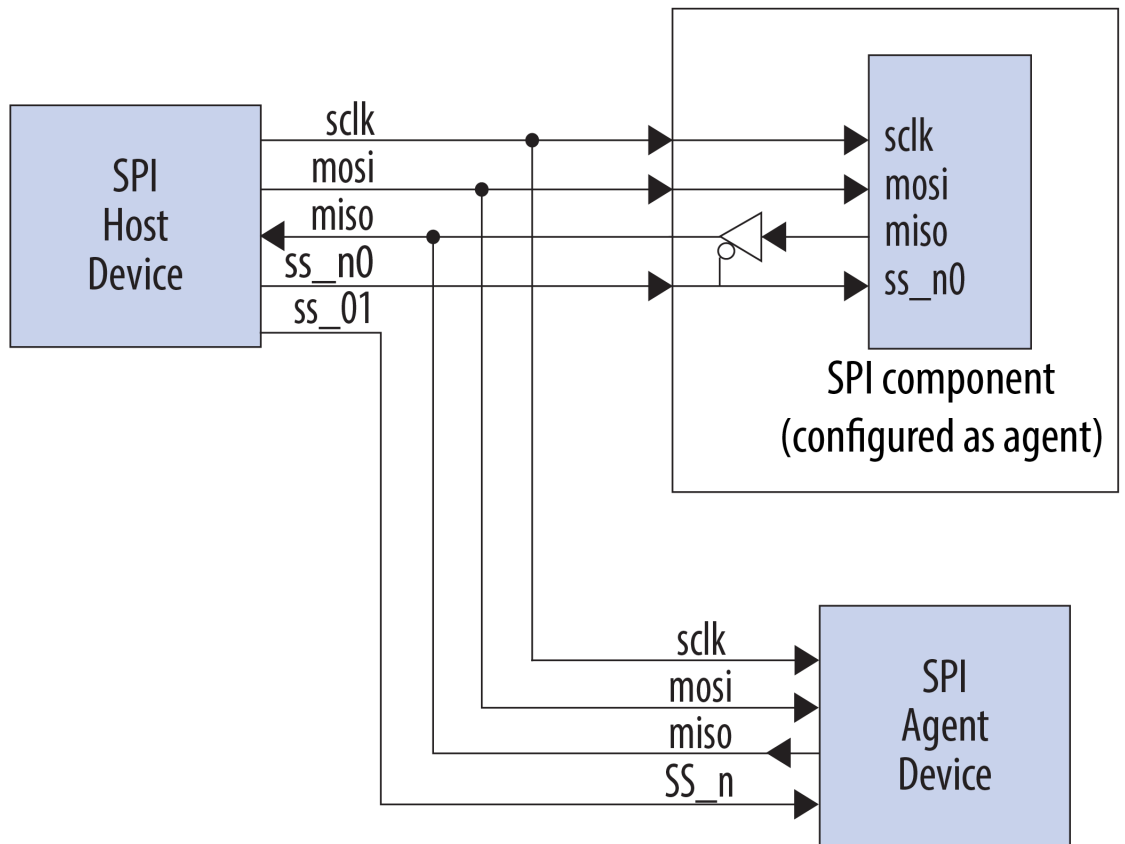 SPI
Host
Device
sclk
mosi
miso
ss_n0
ss_01
sclk
mosi
miso
ss_n0
SPI component
(configured as agent)
sclk
mosi
miso
SS_n
SPI
Agent
Device